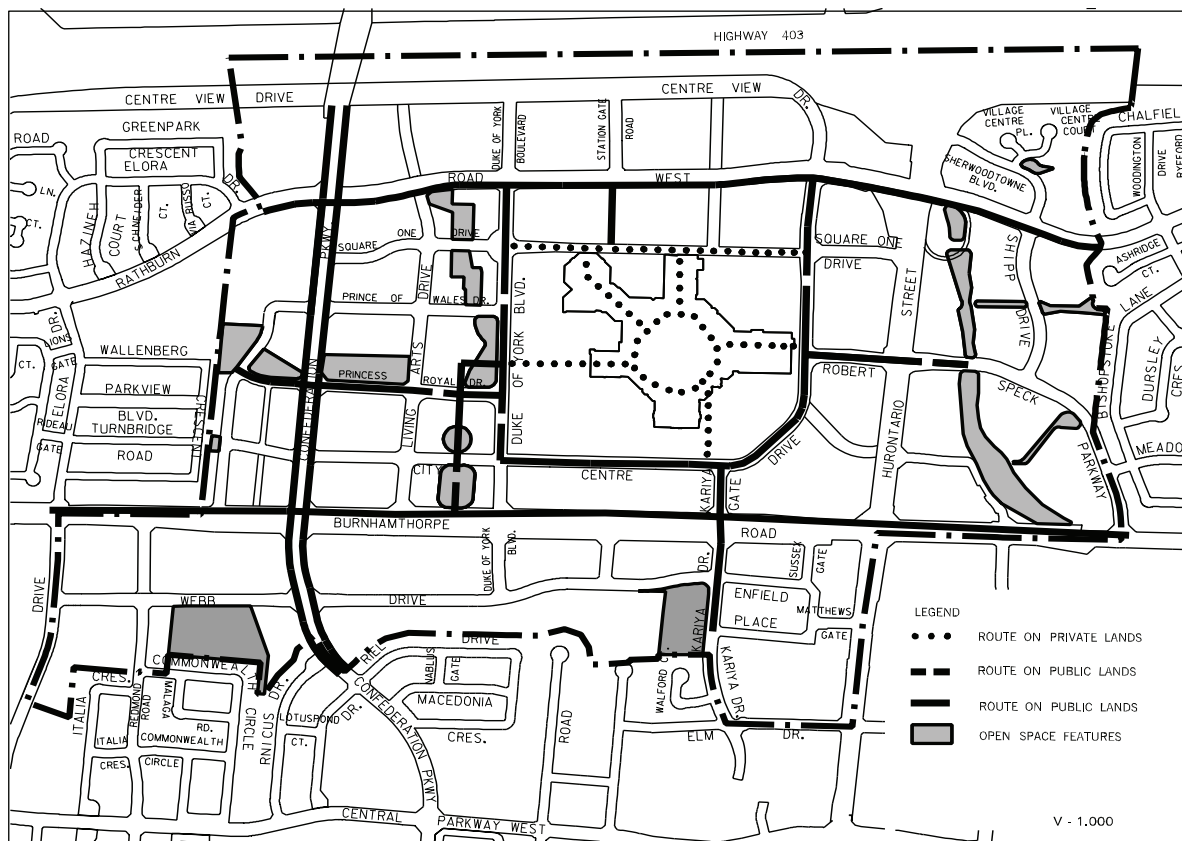 HIGHWAY 403
CENTRE VIEW DRIVE
CENTRE VIEW
DR.
ROAD
GREENPARK
CRESCENT
ELORA
DR.
LN.
CT.
HAZINEH
COURT
SCHNEIDER
CT.
VIA BUSO
CT.
RATHBURN
ROAD
WEST
DUKE OF YORK
BOULEVARD
STATION GATE
ROAD
VILLAGE
CENTRE
PL.
VILLAGE
CENTRE
COURT
CHALFIEL
SHERWOODTOWNE
BLVD.
WOODINGTON
DRIVE
RYEFORD
PKWY
SQUARE ONE DRIVE
SQUARE ONE
DRIVE
SHIPP
DRIVE
ASHRIDGE
CT.
LANE
PRINCE OF WALES DR.
DRIVE
DUKE OF YORK BLVD.
STREET
LIONS
GATE
DR.
WALLENBERG
CT.
ELORA
PARKVIEW
BLVD.
TURNBRIDGE
ROAD
RIDEAU
GATE
CRESCENT
PRINCESS ROYAL DR.
ARTS
LIVING
CONFEDERATION
ROBERT
SPECK
PARKWAY
BISHOPSTOKE
DURSLEY
CRES.
MEADO
HURONTARIO
CITY
CENTRE
DRIVE
KARIYA
GATE
BURNHAMTHORPE
ROAD
DUKE OF YORK
BLVD.
DR.
SUSSEX
GATE
DRIVE
WEBB
DRIVE
ENFIELD
PLACE
MATTHEWS
GATE
KARIYA
LEGEND
ROUTE ON PRIVATE LANDS
ROUTE ON PUBLIC LANDS
ROUTE ON PUBLIC LANDS
OPEN SPACE FEATURES
COMMONWEALTH
CIRCLE
CRES.
ITALIA
REDMOND
ROAD
MALAGA
RD.
ITALIA
COMMONWEALTH
CRES.
CIRCLE
DR.
LOTUSPOND
CT.
DR.
RIEL
DRIVE
NABLUS
GATE
MACEDONIA
CRES.
CONFEDERATION PKWY
ROAD
WALFORD
KARIYA DR.
ELM
DR.
CENTRAL PARKWAY WEST
V - 1.000